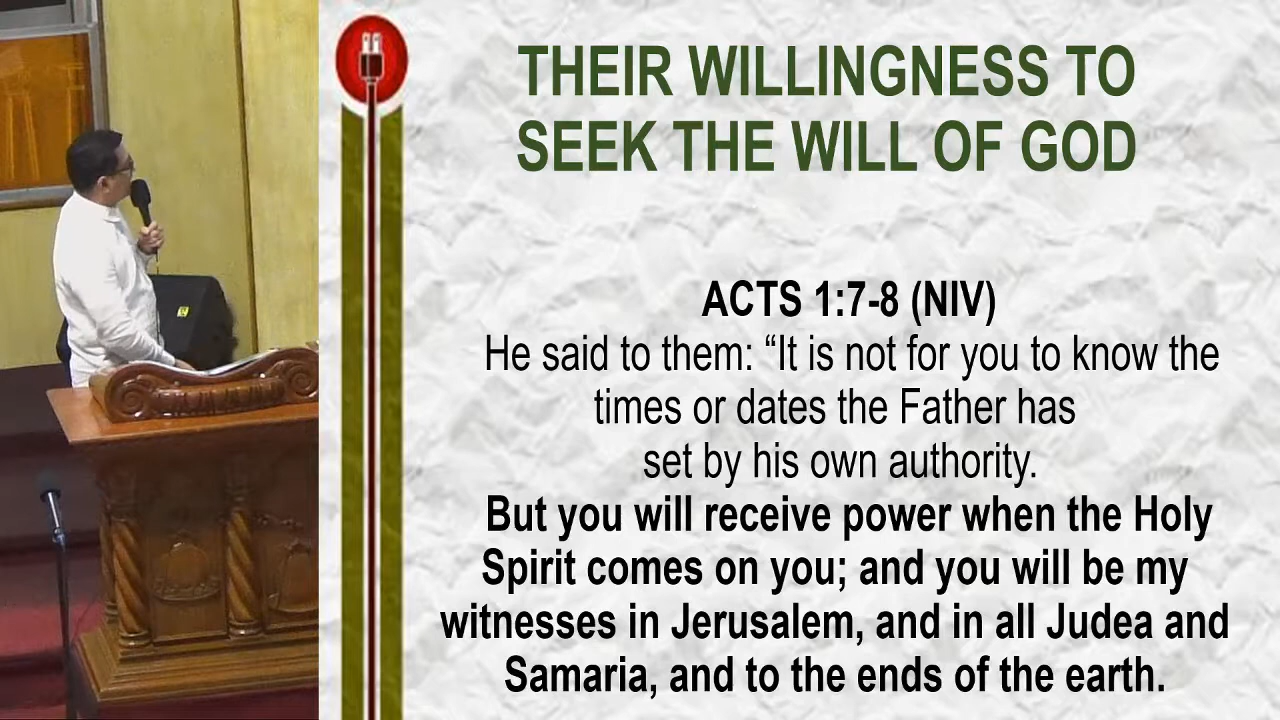 THEIR WILLINGNESS TO
SEEK THE WILL OF GOD
ACTS 1:7-8 (NIV)
He said to them: “It is not for you to know the
times or dates the Father has
set by his own authority.
But you will receive power when the Holy
Spirit comes on you; and you will be my
witnesses in Jerusalem, and in all Judea and
Samaria, and to the ends of the earth.